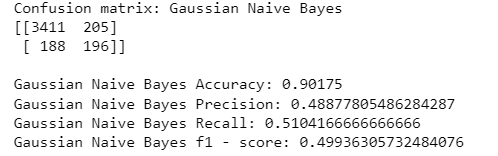 Confusion matrix: Gaussian Naive Bayes
[[3411 205]
[ 188 196]]
Gaussian Naive Bayes Accuracy: 0.90175
Gaussian Naive Bayes Precision: 0.48877805486284287
Gaussian Naive Bayes Recall: 0.5104166666666666
Gaussian Naive Bayes f1 - score: 0.49936305732484076